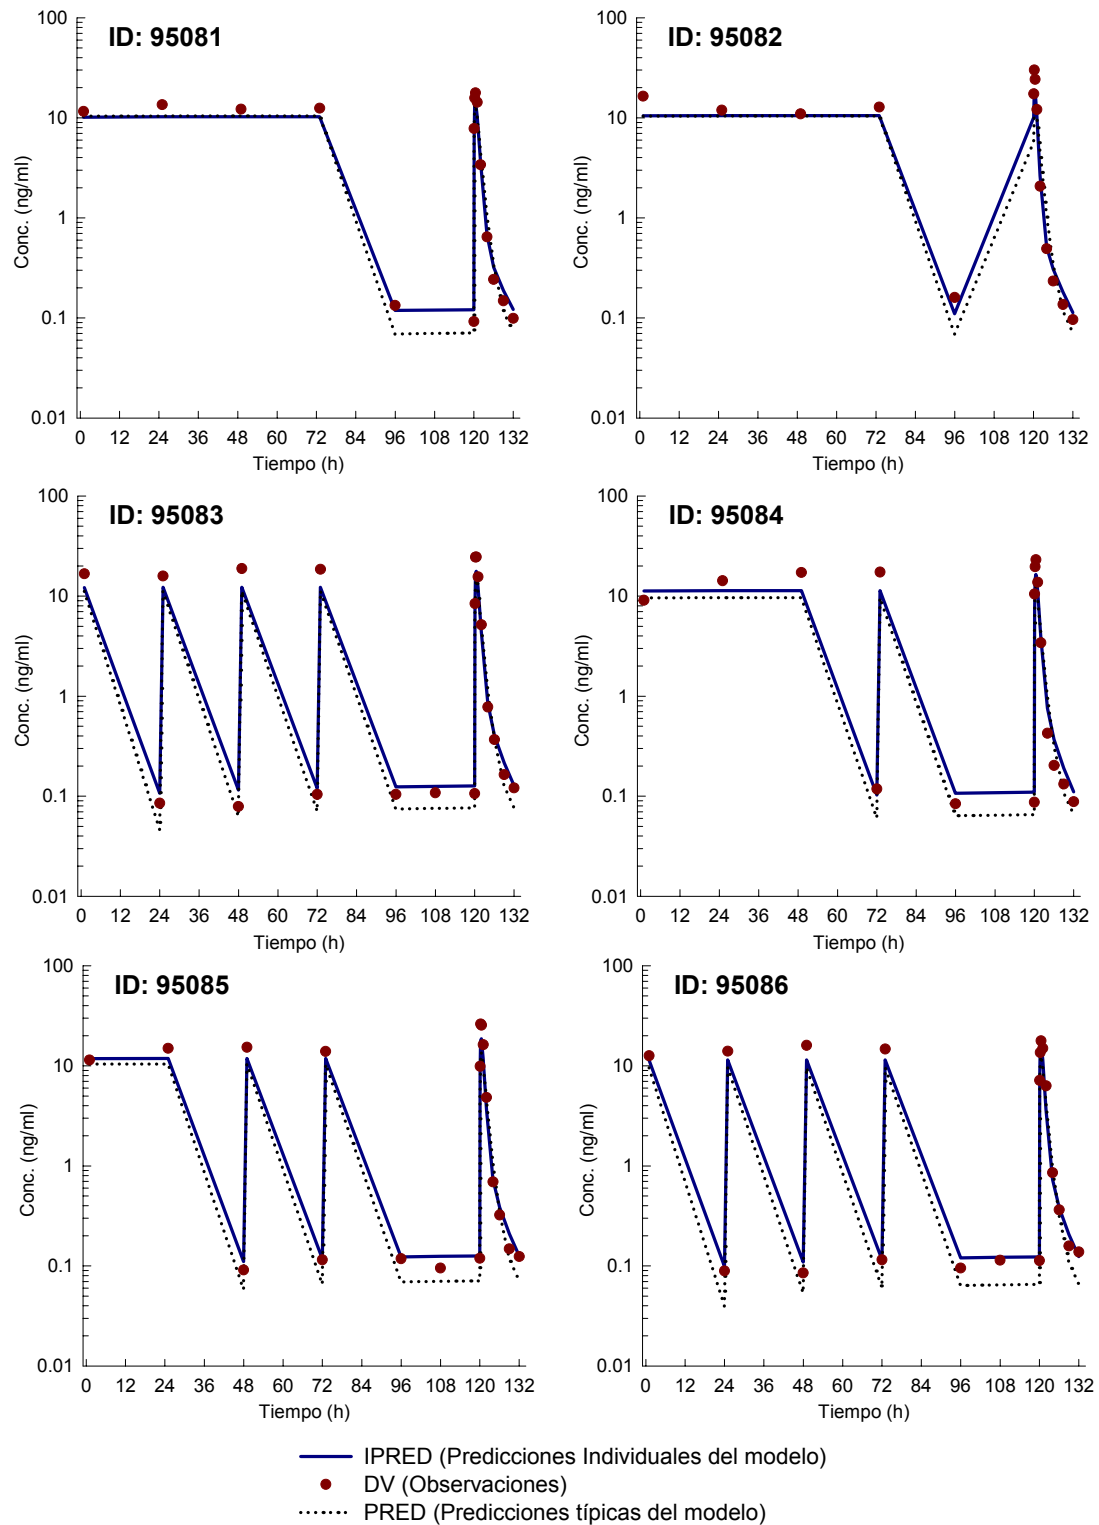 ID: 95081
100
10
1
0.1
0.01
Conc. (ng/ml)
0 12 24 36 48 60 72 84 96 108 120 132
Tiempo (h)
ID: 95082
100
10
1
0.1
0.01
Conc. (ng/ml)
0 12 24 36 48 60 72 84 96 108 120 132
Tiempo (h)
ID: 95083
100
10
1
0.1
0.01
Conc. (ng/ml)
0 12 24 36 48 60 72 84 96 108 120 132
Tiempo (h)
ID: 95084
100
10
1
0.1
0.01
Conc. (ng/ml)
0 12 24 36 48 60 72 84 96 108 120 132
Tiempo (h)
ID: 95085
100
10
1
0.1
0.01
Conc. (ng/ml)
0 12 24 36 48 60 72 84 96 108 120 132
Tiempo (h)
ID: 95086
100
10
1
0.1
0.01
Conc. (ng/ml)
0 12 24 36 48 60 72 84 96 108 120 132
Tiempo (h)
IPRED (Predicciones Individuales del modelo)
DV (Observaciones)
PRED (Predicciones típicas del modelo)